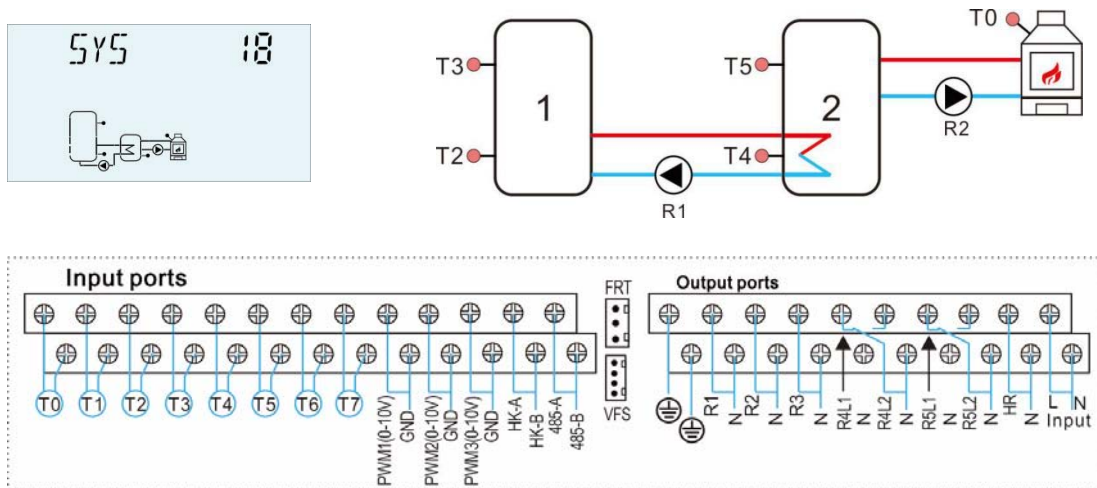 SYS 18
T0
T3
T5
1
2
R2
T2
T4
R1
Input ports
FRT
Output ports
T0 T1 T2 T3 T4 T5 T6 T7
PWM1(0-10V)
GND
PWM2(0-10V)
GND
PWM3(0-10V)
GND
HK-A
HK-B
485-A
485-B
VFS
R1
N
R2
N
R3
N
R4L1
N
R4L2
N
R5L1
N
R5L2
N
HR
N
L N
Input